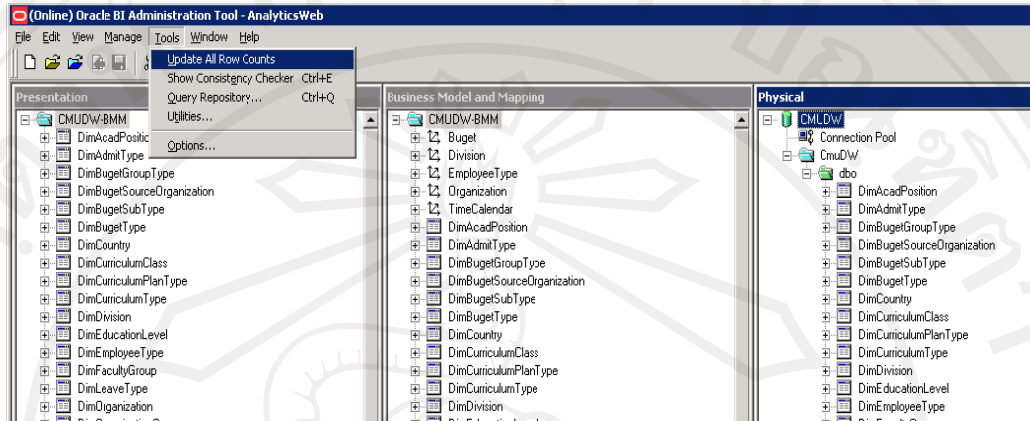 (Online) Oracle BI Administration Tool - AnalyticsWeb
File Edit View Manage Tools Window Help
Update All Row Counts
Show Consistency Checker Ctrl+E
Query Repository... Ctrl+Q
Utilities...
Options...
Presentation
CMUDW-BMM
DimAcadPositic
DimAdmitType
DimBugetGroupType
DimBugetSourceOrganization
DimBugetSubType
DimBugetType
DimCountry
DimCurriculumClass
DimCurriculumPlanType
DimCurriculumType
DimDivision
DimEducationLevel
DimEmployeeType
DimFacultyGroup
DimLeaveType
DimOrganization
Business Model and Mapping
CMUDW-BMM
Buget
Division
EmployeeType
Organization
TimeCalendar
DimAcadPosition
DimAdmitType
DimBugetGroupType
DimBugetSourceOrganization
DimBugetSubType
DimBugetType
DimCountry
DimCurriculumClass
DimCurriculumPlanType
DimCurriculumType
DimDivision
Physical
CMLDW
Connection Pool
CmuDW
dbo
DimAcadPosition
DimAdmitType
DimBugetGroupType
DimBugetSourceOrganization
DimBugetSubType
DimBugetType
DimCountry
DimCurriculumClass
DimCurriculumPlanType
DimCurriculumType
DimDivision
DimEducationLevel
DimEmployeeType